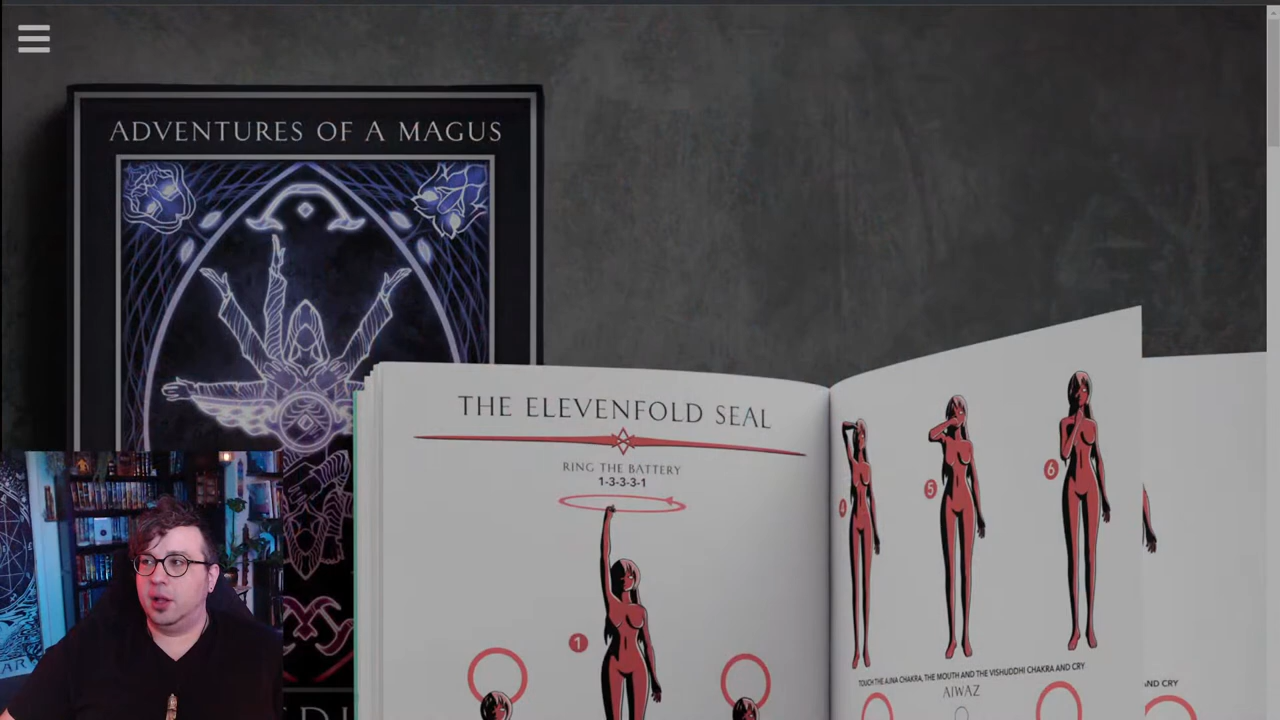 ADVENTURES OF A MAGUS
THE ELEVENFOLD SEAL
RING THE BATTERY
1-3-3-3-1
1
4
5
6
TOUCH THE AJNA CHAKRA, THE MOUTH AND THE VISHUDDHI CHAKRA AND CRY
AIWAZ
AND CRY